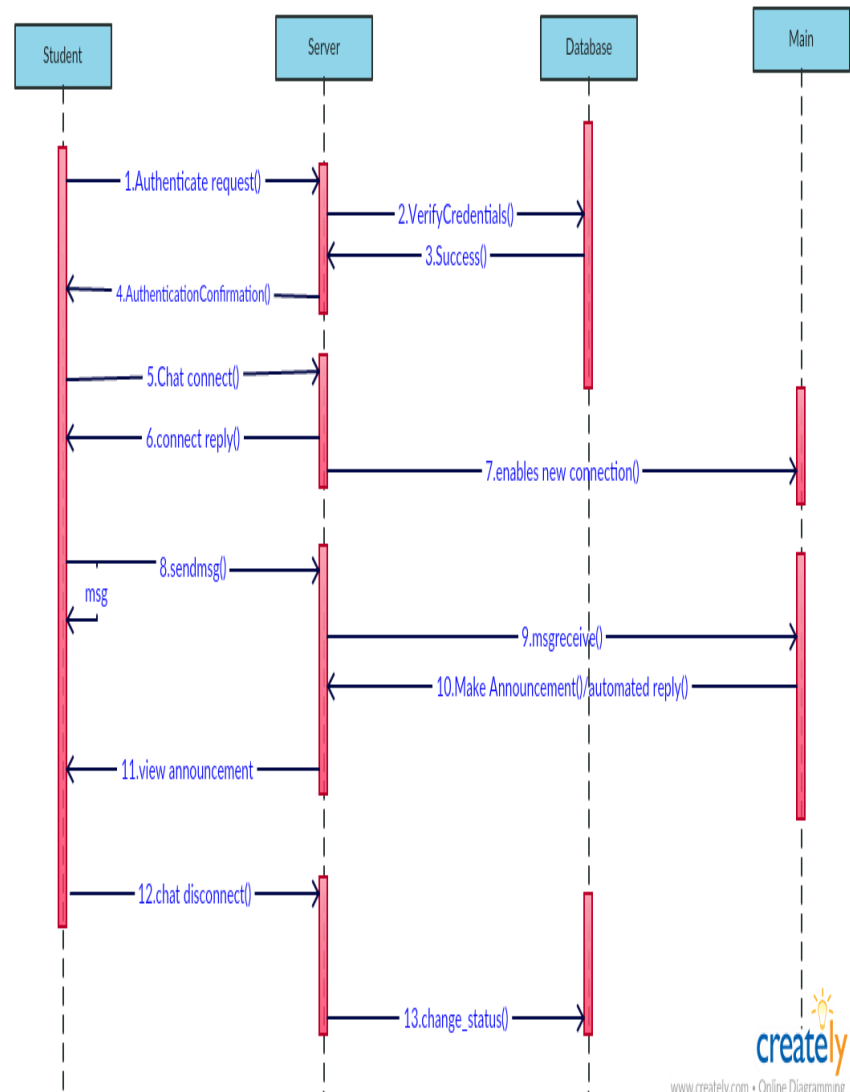 Student
Server
Database
Main
1.Authenticate request()
2.VerifyCredentials()
3.Success()
4.AuthenticationConfirmation()
5.Chat connect()
6.connect reply()
7.enables new connection()
8.sendmsg()
msg
9.msgreceive()
10.Make Announcement()/automated reply()
11.view announcement
12.chat disconnect()
13.change_status()
creately
www.creately.com • Online Diagramming